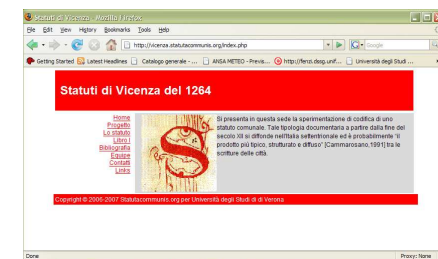 Statuti di Vicenza - Mozilla Firefox
File Edit View History Bookmarks Tools Help
http://vicenza.statutacommunis.org/index.php
Google
Getting Started Latest Headlines Catalogo generale - ... ANSA METEO - Previs... http://fenzi.dssg.unif... Università degli Studi ...
Statuti di Vicenza del 1264
Home
Progetto
Lo statuto
Libro I
Bibliografia
Equipe
Contatti
Links
Si presenta in questa sede la sperimentazione di codifica di uno
statuto comunale. Tale tipologia documentaria a partire dalla fine del
secolo XII si diffonde nell'Italia settentrionale ed è probabilmente "il
prodotto più tipico, strutturato e diffuso" [Cammarosano,1991] tra le
scritture delle città.
Copyright © 2006-2007 Statutacommunis.org per Università degli Studi di di Verona
Done
Proxy: None